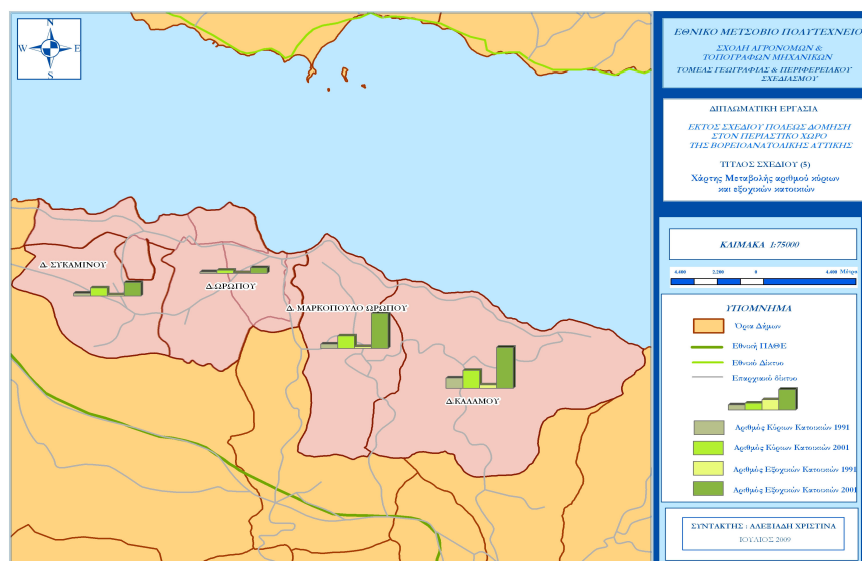 N
W E
S
Δ. ΣΥΚΑΜΙΝΟΥ
Δ.ΩΡΩΠΟΥ
Δ. ΜΑΡΚΟΠΟΥΛΟ ΩΡΩΠΟΥ
Δ.ΚΑΛΑΜΟΥ
ΕΘΝΙΚΟ ΜΕΤΣΟΒΙΟ ΠΟΛΥΤΕΧΝΕΙΟ
ΣΧΟΛΗ ΑΓΡΟΝΟΜΩΝ &
ΤΟΠΟΓΡΑΦΩΝ ΜΗΧΑΝΙΚΩΝ
ΤΟΜΕΑΣ ΓΕΩΓΡΑΦΙΑΣ & ΠΕΡΙΦΕΡΕΙΑΚΟΥ
ΣΧΕΔΙΑΣΜΟΥ
ΔΙΠΛΩΜΑΤΙΚΗ ΕΡΓΑΣΙΑ
ΕΚΤΟΣ ΣΧΕΔΙΟΥ ΠΟΛΕΩΣ ΔΟΜΗΣΗ
ΣΤΟΝ ΠΕΡΙΑΣΤΙΚΟ ΧΩΡΟ
ΤΗΣ ΒΟΡΕΙΟΑΝΑΤΟΛΙΚΗΣ ΑΤΤΙΚΗΣ
ΤΙΤΛΟΣ ΣΧΕΔΙΟΥ (5)
Χάρτης Μεταβολής αριθμού κύριων
και εξοχικών κατοικιών
ΚΛΙΜΑΚΑ 1:75000
4.400 2.200 0 4.400 Μέτρα
ΥΠΟΜΝΗΜΑ
Όρια Δήμων
Εθνική ΠΑΘΕ
Εθνικό Δίκτυο
Επαρχιακό δίκτυο
Αριθμός Κύριων Κατοικιών 1991
Αριθμός Κύριων Κατοικιών 2001
Αριθμός Εξοχικών Κατοικιών 1991
Αριθμός Εξοχικών Κατοικιών 2001
ΣΥΝΤΑΚΤΗΣ : ΑΛΕΞΙΑΔΗ ΧΡΙΣΤΙΝΑ
ΙΟΥΛΙΟΣ 2009